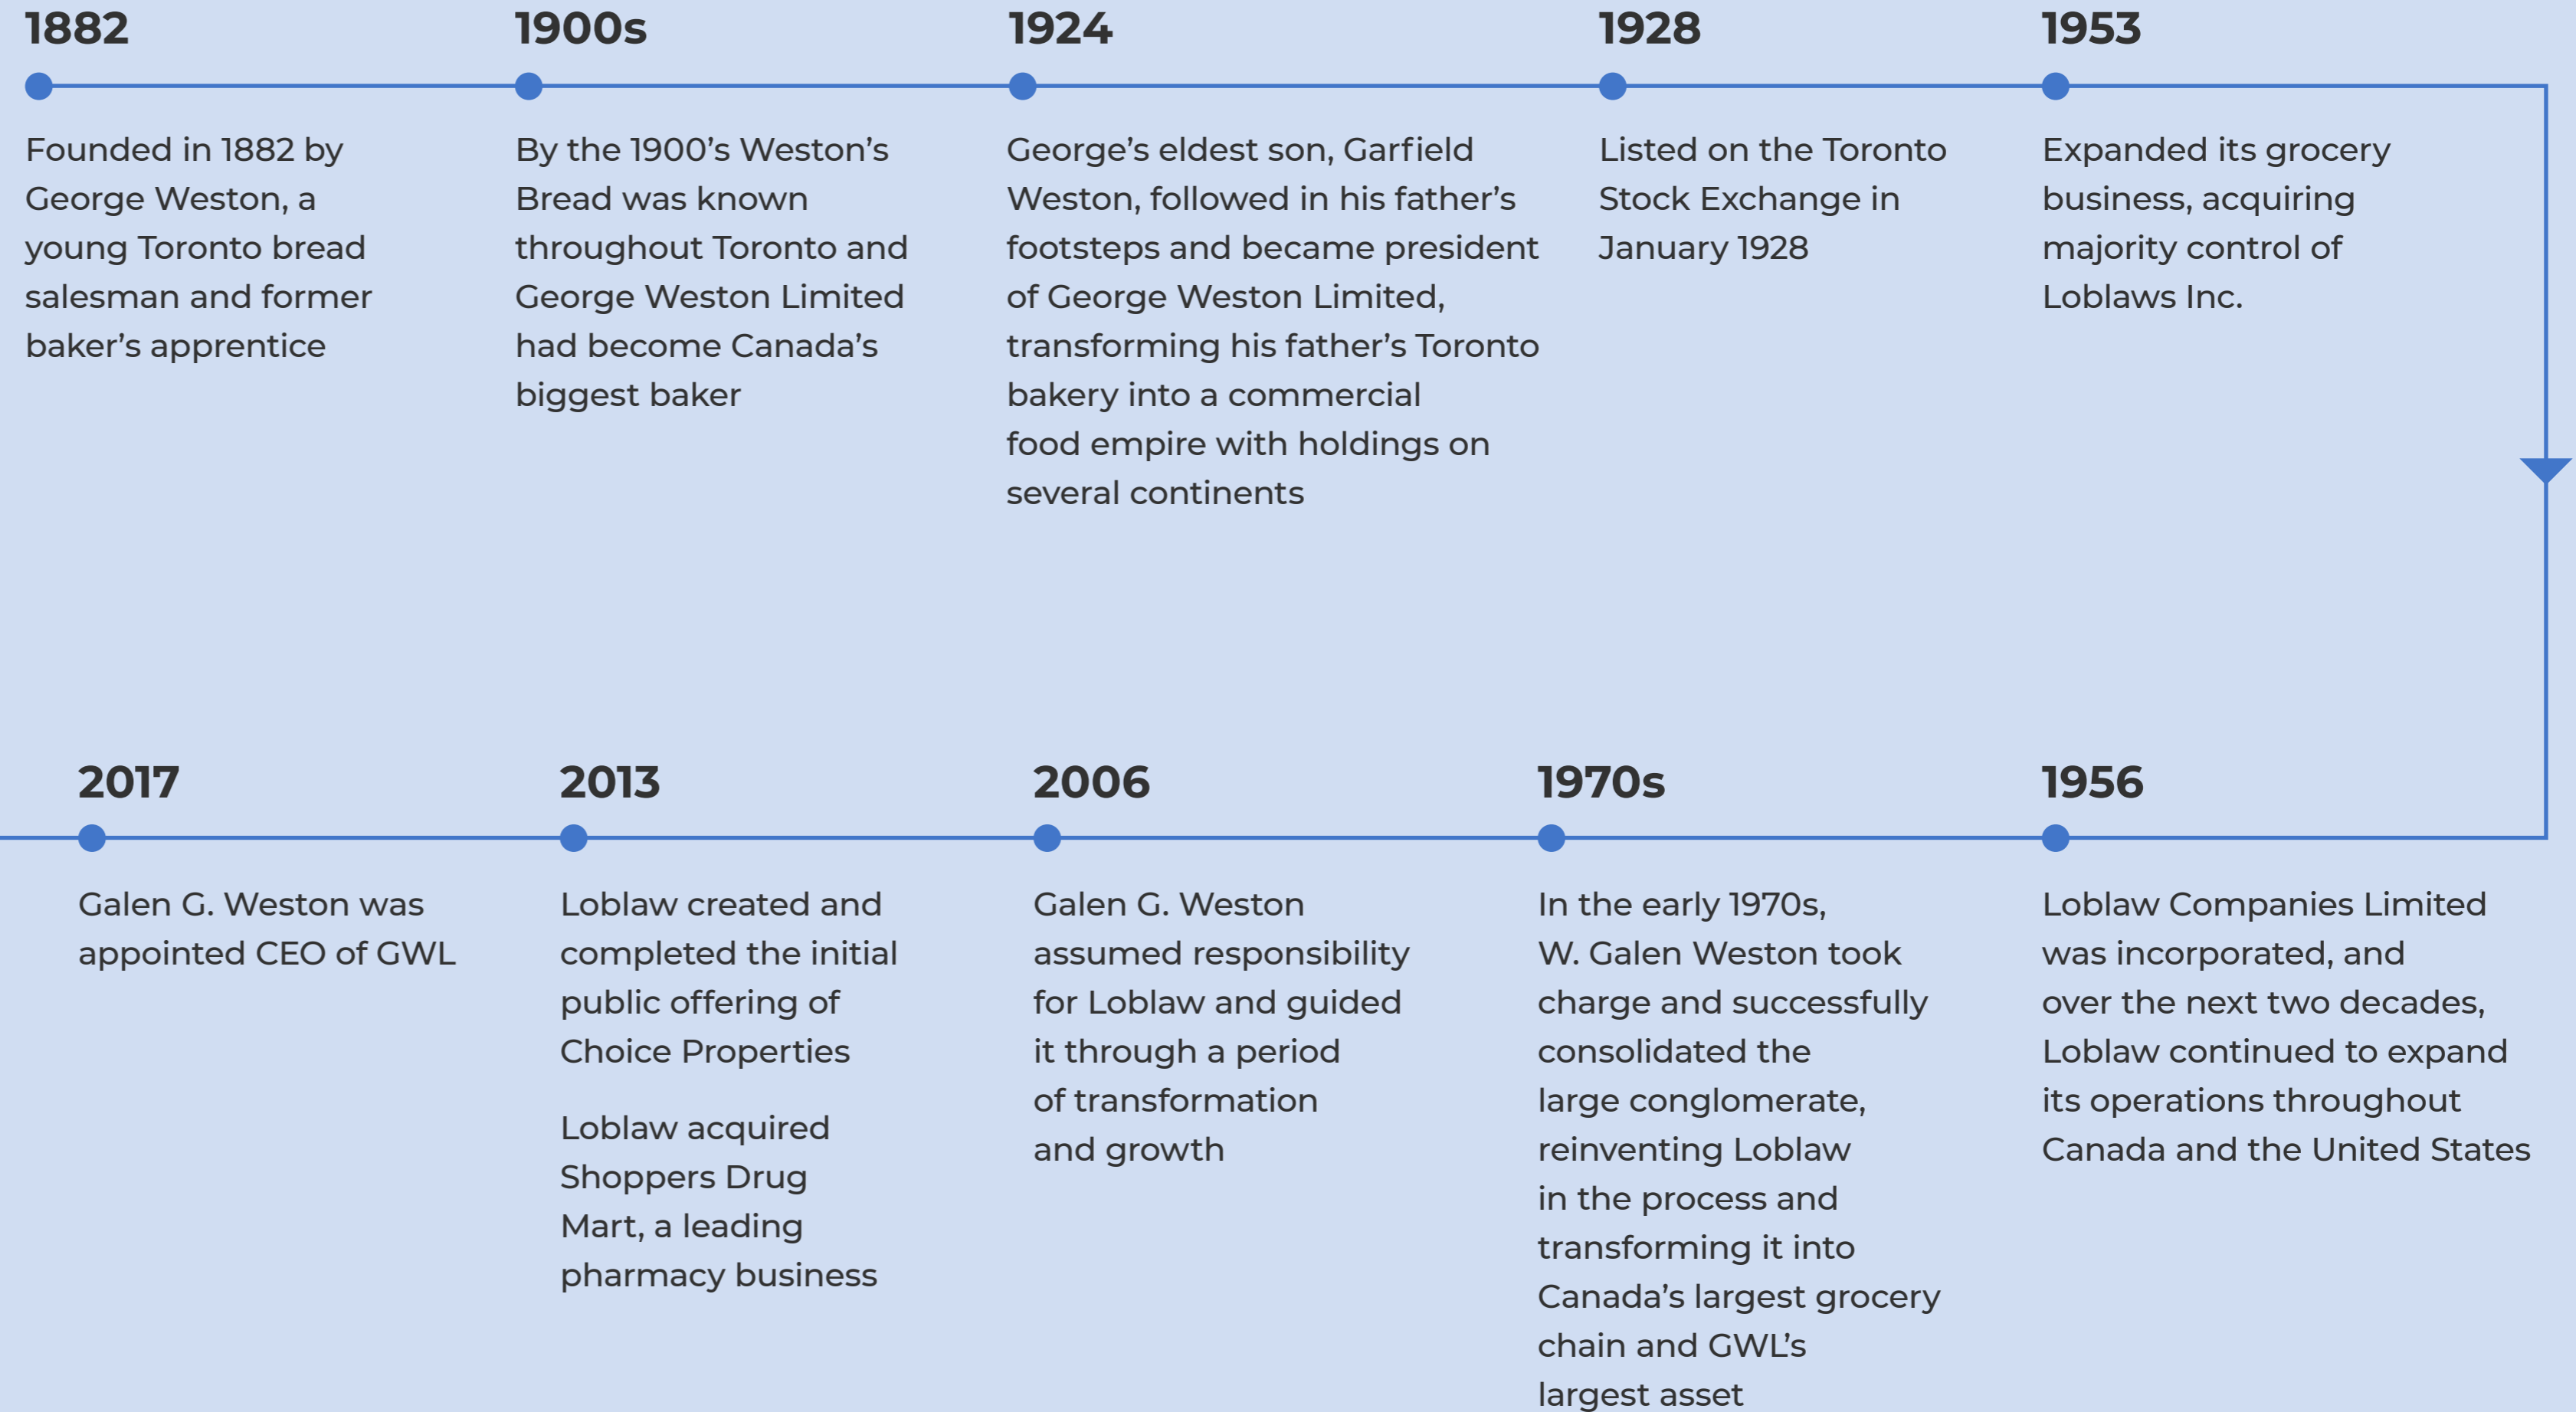 1882
Founded in 1882 by
George Weston, a
young Toronto bread
salesman and former
baker’s apprentice
1900s
By the 1900’s Weston’s
Bread was known
throughout Toronto and
George Weston Limited
had become Canada’s
biggest baker
1924
George’s eldest son, Garfield
Weston, followed in his father’s
footsteps and became president
of George Weston Limited,
transforming his father’s Toronto
bakery into a commercial
food empire with holdings on
several continents
1928
Listed on the Toronto
Stock Exchange in
January 1928
1953
Expanded its grocery
business, acquiring
majority control of
Loblaws Inc.
1956
Loblaw Companies Limited
was incorporated, and
over the next two decades,
Loblaw continued to expand
its operations throughout
Canada and the United States
1970s
In the early 1970s,
W. Galen Weston took
charge and successfully
consolidated the
large conglomerate,
reinventing Loblaw
in the process and
transforming it into
Canada’s largest grocery
chain and GWL’s
largest asset
2006
Galen G. Weston
assumed responsibility
for Loblaw and guided
it through a period
of transformation
and growth
2013
Loblaw created and
completed the initial
public offering of
Choice Properties
Loblaw acquired
Shoppers Drug
Mart, a leading
pharmacy business
2017
Galen G. Weston was
appointed CEO of GWL